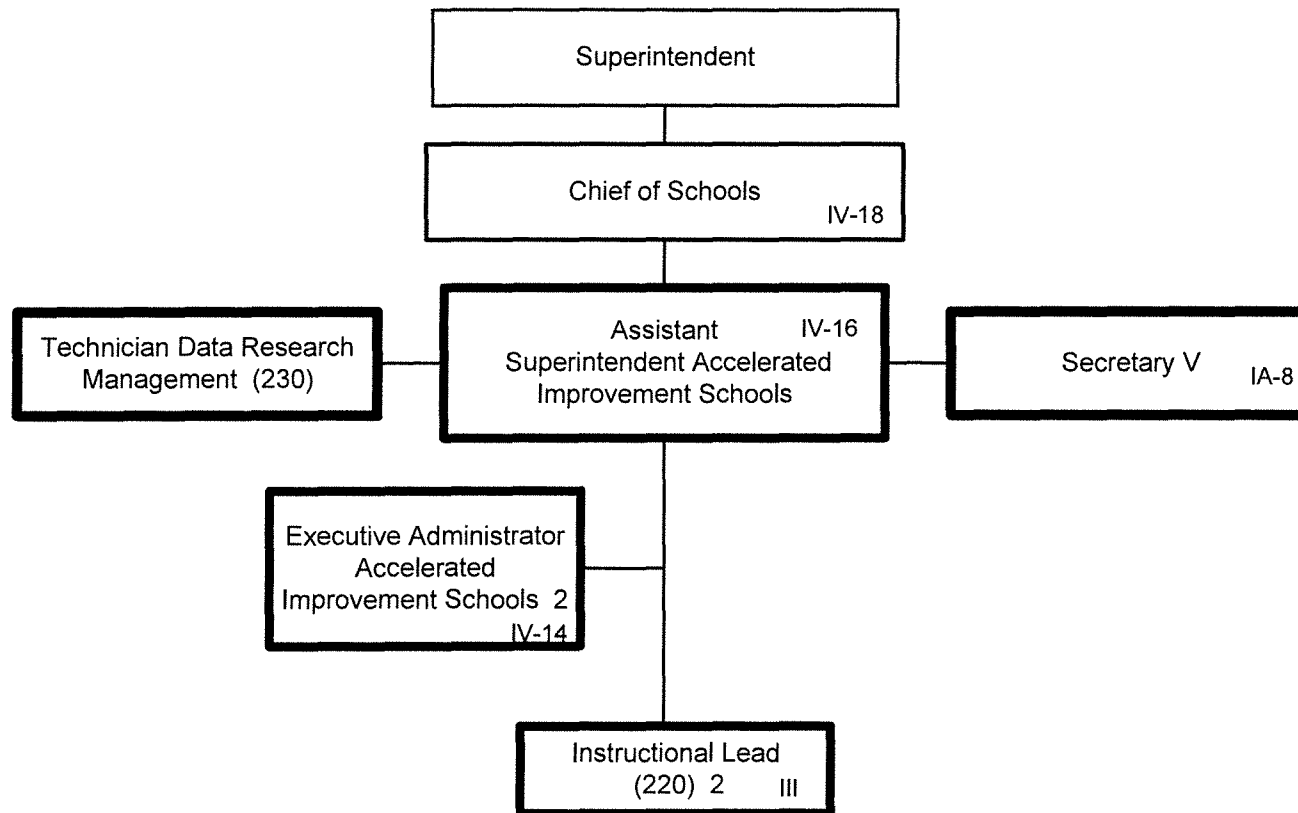 Superintendent
Chief of Schools
IV-18
Assistant
IV-16
Superintendent Accelerated
Improvement Schools
Technician Data Research
Management (230)
Secretary V
IA-8
Executive Administrator
Accelerated
Improvement Schools 2
IV-14
Instructional Lead
(220) 2
III